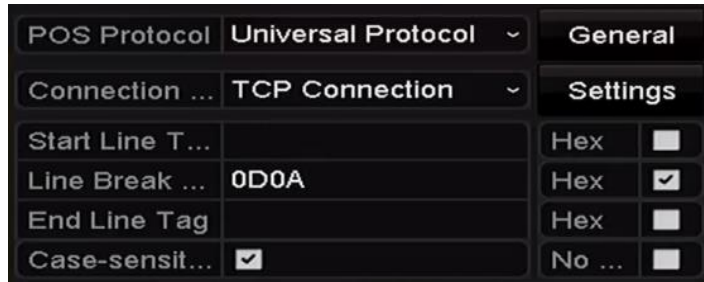 POS Protocol Universal Protocol General
Connection ... TCP Connection Settings
Start Line T... Hex
Line Break ... 0D0A Hex
End Line Tag Hex
Case-sensit... No ...